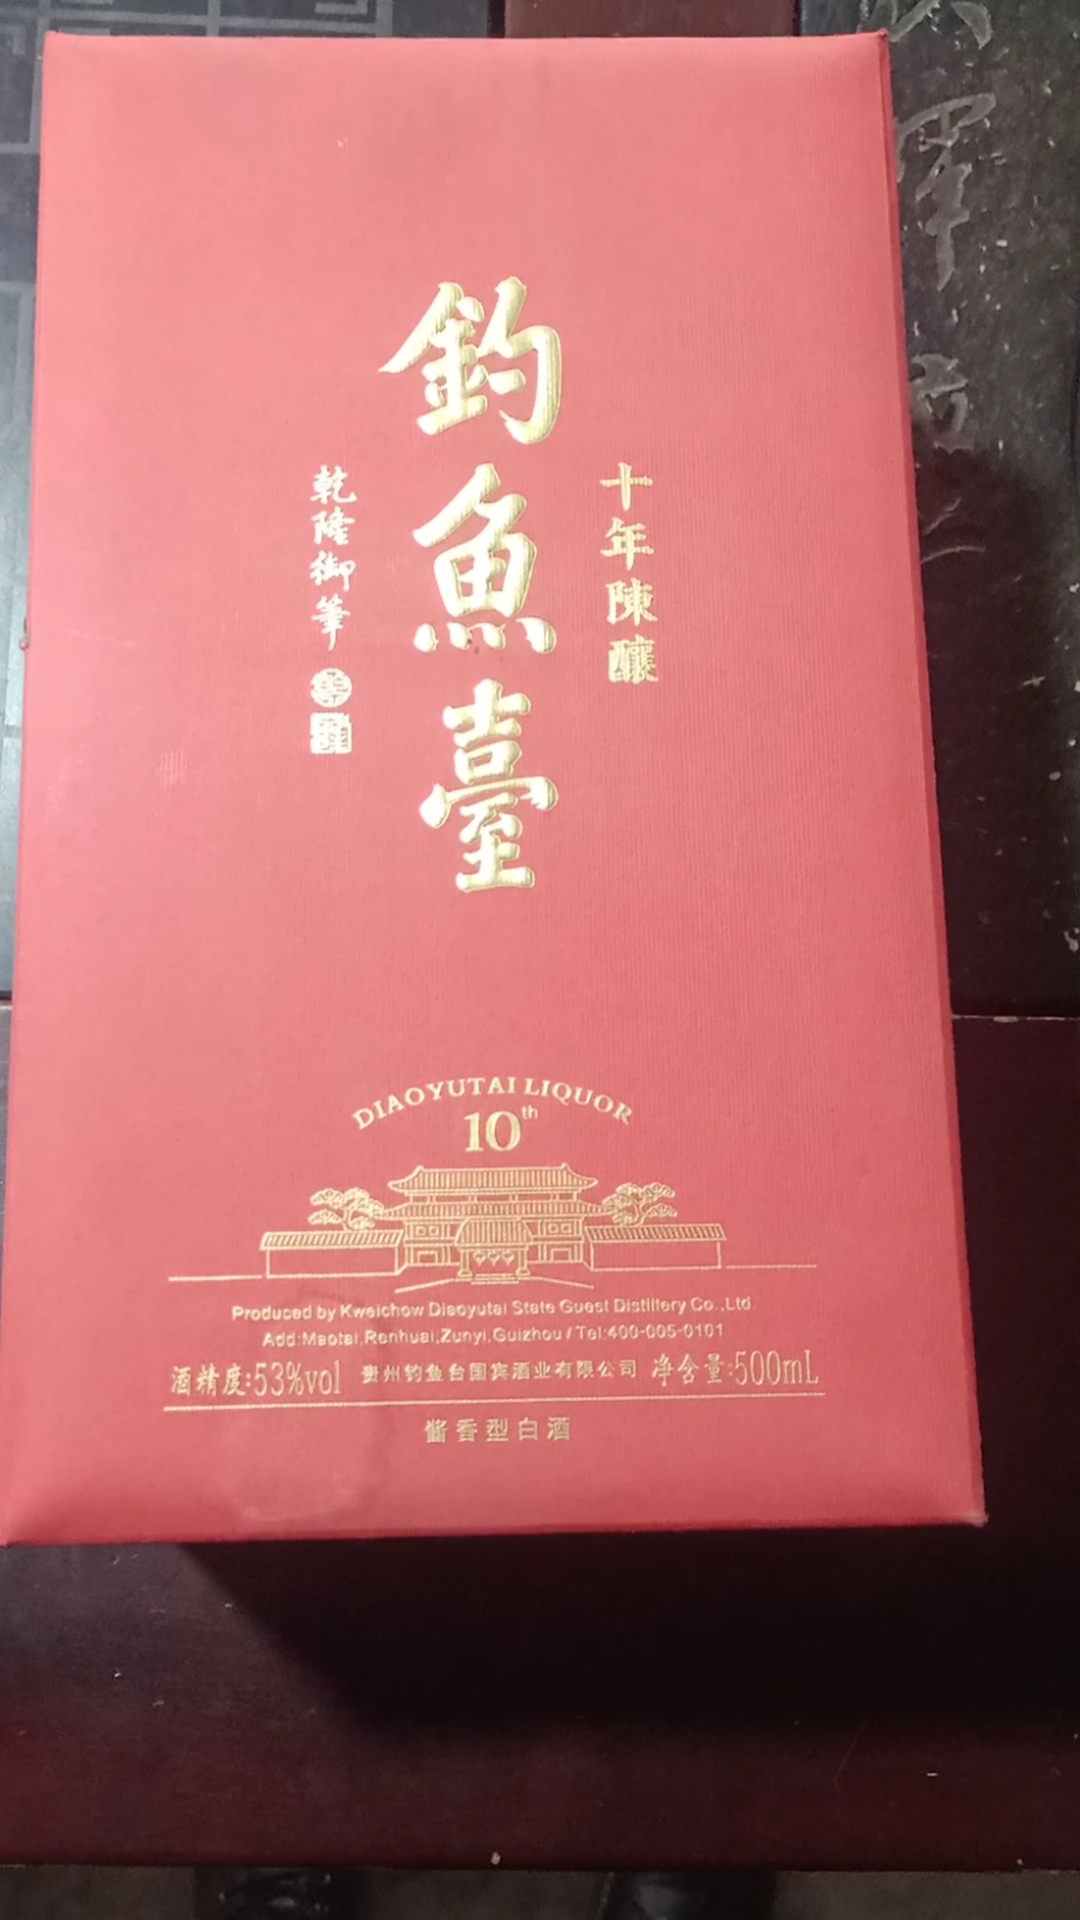 釣魚臺
十年陳釀
乾隆御筆
DIAOYUTAI LIQUOR
10th
Produced by Kweichow Diaoyutai State Guest Distillery Co.,Ltd.
Add:Maotai,Renhuai,Zunyi,Guizhou / Tel:400-005-0101
酒精度:53%vol 贵州钓鱼台国宾酒业有限公司 净含量:500mL
酱香型白酒